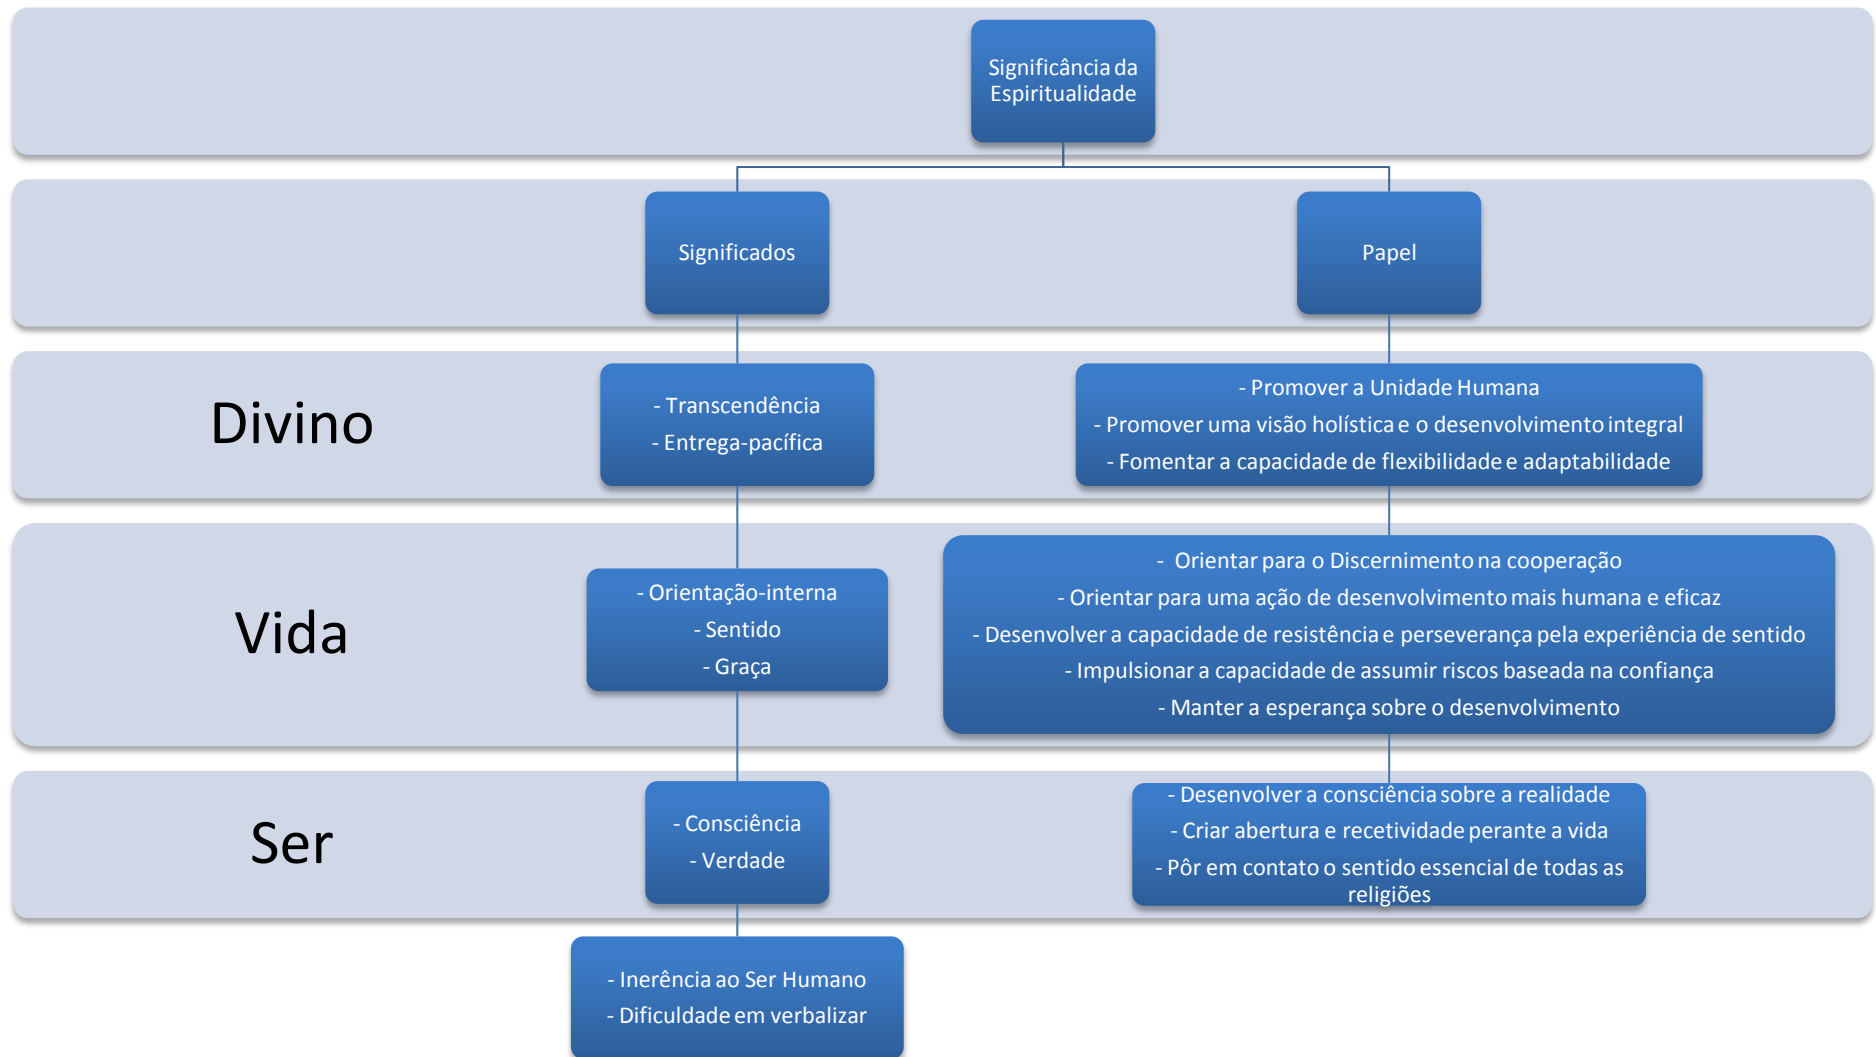 Significância da
Espiritualidade
Significados
Papel
Divino
- Transcendência
- Entrega-pacífica
- Promover a Unidade Humana
- Promover uma visão holística e o desenvolvimento integral
- Fomentar a capacidade de flexibilidade e adaptabilidade
Vida
- Orientação-interna
- Sentido
- Graça
- Orientar para o Discernimento na cooperação
- Orientar para uma ação de desenvolvimento mais humana e eficaz
- Desenvolver a capacidade de resistência e perseverança pela experiência de sentido
- Impulsionar a capacidade de assumir riscos baseada na confiança
- Manter a esperança sobre o desenvolvimento
Ser
- Consciência
- Verdade
- Desenvolver a consciência sobre a realidade
- Criar abertura e recetividade perante a vida
- Pôr em contato o sentido essencial de todas as
religiões
- Inerência ao Ser Humano
- Dificuldade em verbalizar